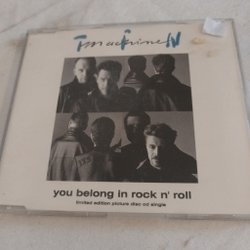 Tin Machine
you belong in rock n' roll
limited edition picture disc cd single